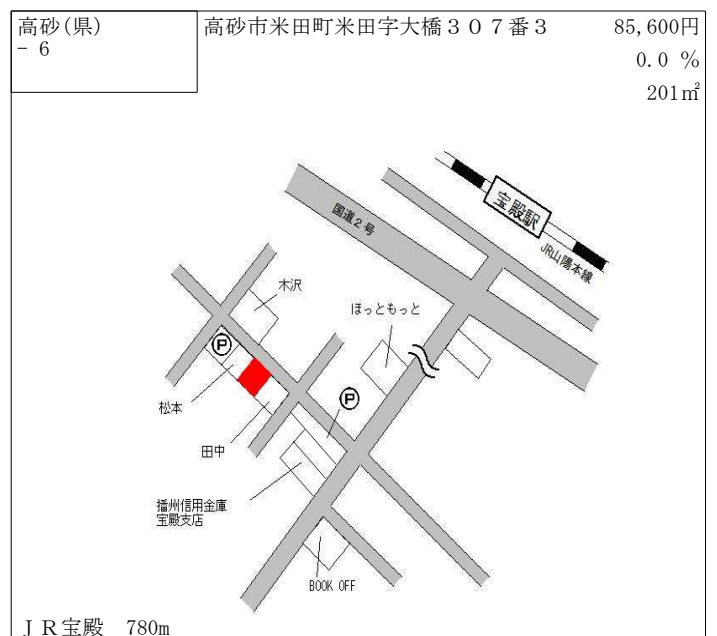 高砂(県)
－ 6
高砂市米田町米田字大橋３０７番３
85,600円
0.0 %
201㎡
宝殿駅
JR山陽本線
国道２号
木沢
ほっともっと
P
松本
P
田中
播州信用金庫
宝殿支店
BOOK OFF
ＪＲ宝殿　780m